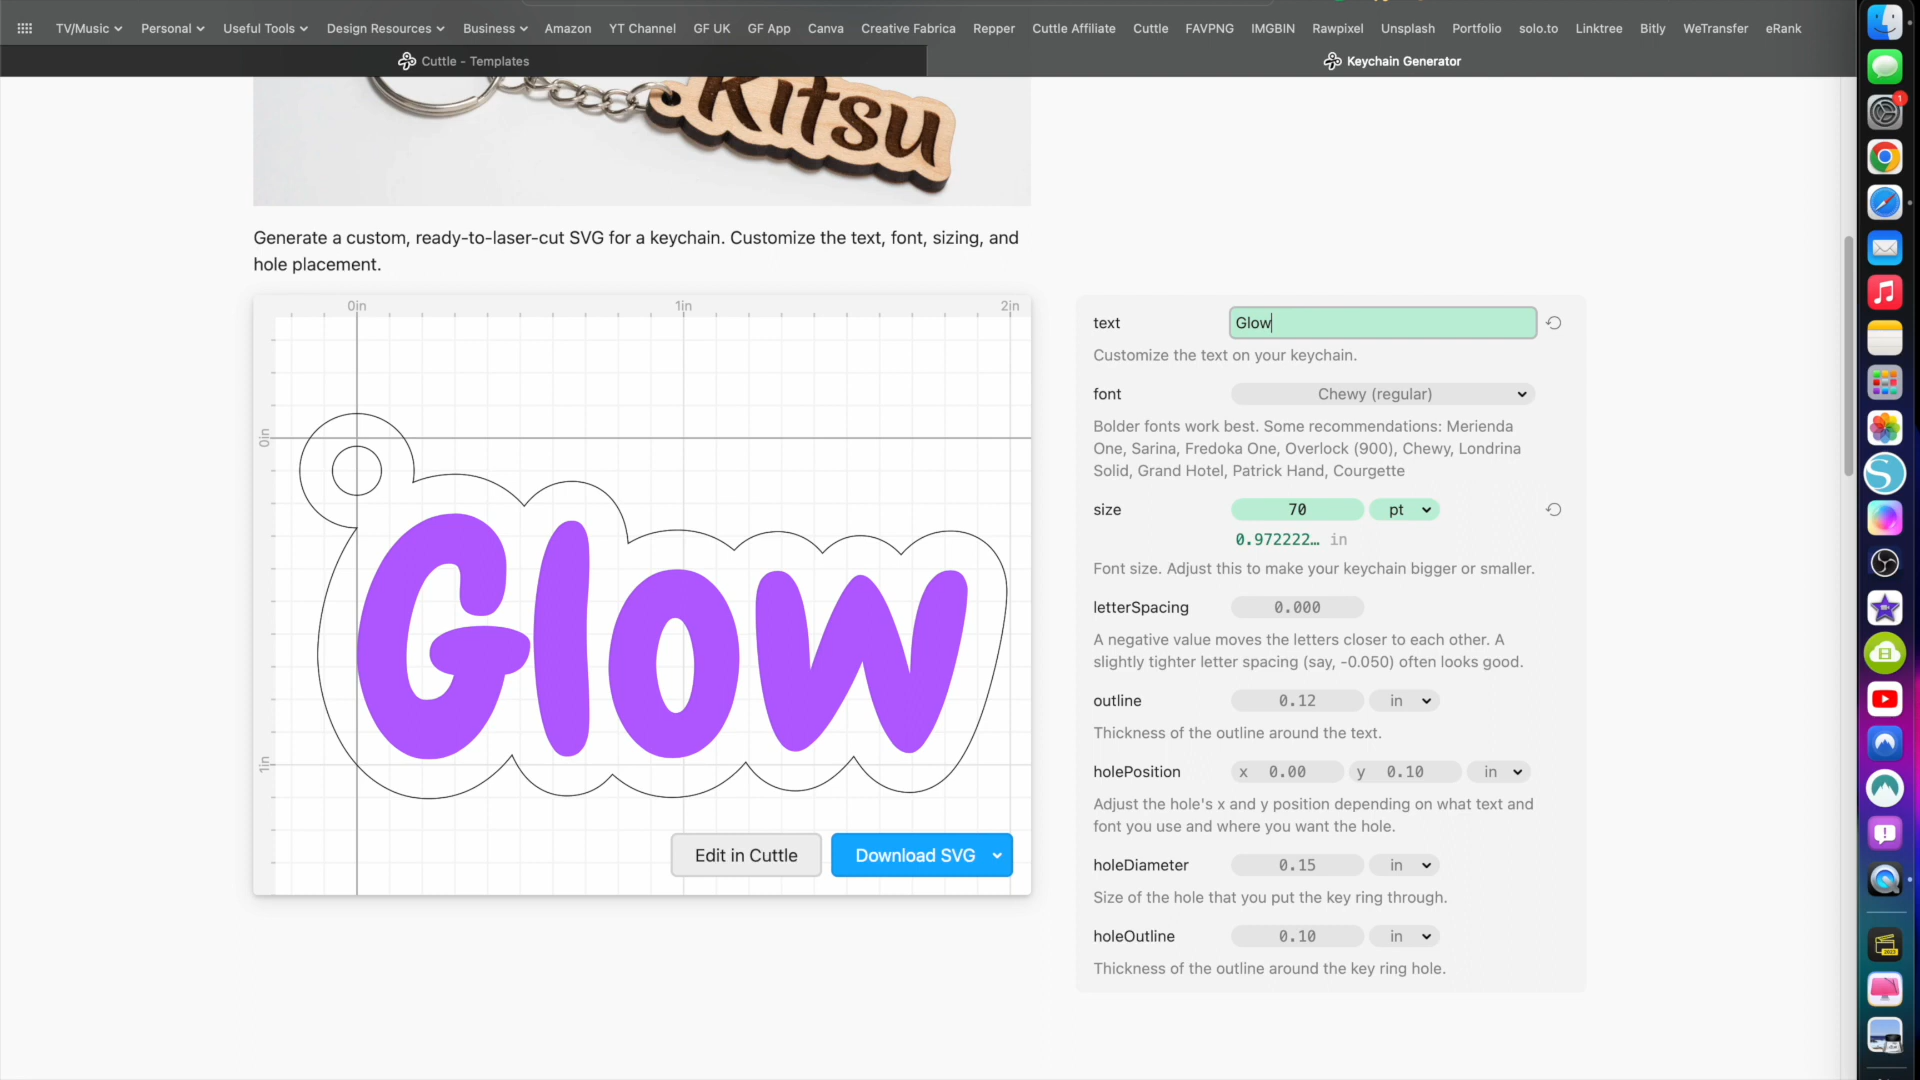 TV/Music Personal Useful Tools Design Resources Business Amazon YT Channel GF UK GF App Canva Creative Fabrica Repper Cuttle Affiliate Cuttle FAVPNG IMGBIN Rawpixel Unsplash Portfolio solo.to Linktree Bitly WeTransfer eRank
Cuttle - Templates
Keychain Generator
Kitsu
Generate a custom, ready-to-laser-cut SVG for a keychain. Customize the text, font, sizing, and
hole placement.
0in 1in 2in
0in
1in
Glow
Edit in Cuttle
Download SVG
text Glow
Customize the text on your keychain.
font Chewy (regular)
Bolder fonts work best. Some recommendations: Merienda
One, Sarina, Fredoka One, Overlock (900), Chewy, Londrina
Solid, Grand Hotel, Patrick Hand, Courgette
size 70 pt
0.972222… in
Font size. Adjust this to make your keychain bigger or smaller.
letterSpacing 0.000
A negative value moves the letters closer to each other. A
slightly tighter letter spacing (say, -0.050) often looks good.
outline 0.12 in
Thickness of the outline around the text.
holePosition x 0.00 y 0.10 in
Adjust the hole's x and y position depending on what text and
font you use and where you want the hole.
holeDiameter 0.15 in
Size of the hole that you put the key ring through.
holeOutline 0.10 in
Thickness of the outline around the key ring hole.
1